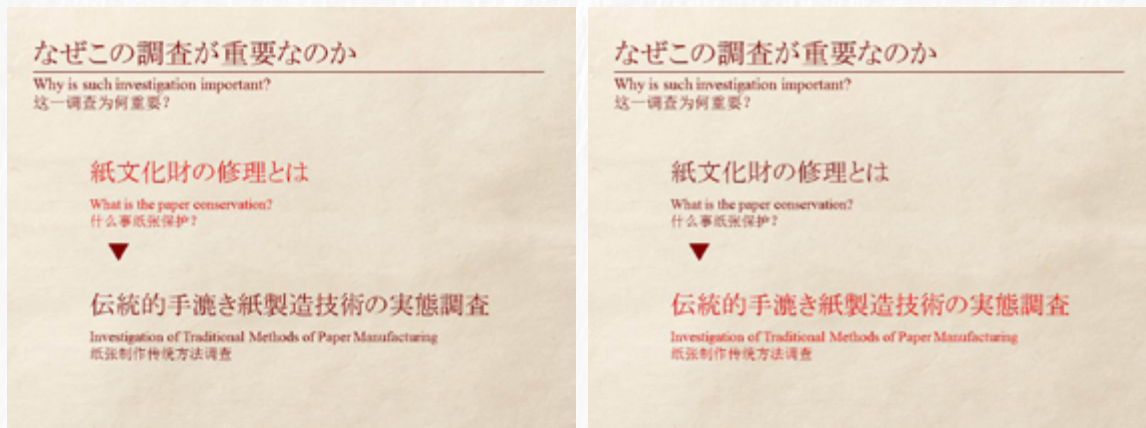 なぜこの調査が重要なのか
Why is such investigation important?
这一调查为何重要?
紙文化財の修理とは
What is the paper conservation?
什么事纸张保护?
伝統的手漉き紙製造技術の実態調査
Investigation of Traditional Methods of Paper Manufacturing
纸张制作传统方法调查
なぜこの調査が重要なのか
Why is such investigation important?
这一调查为何重要?
紙文化財の修理とは
What is the paper conservation?
什么事纸张保护?
伝統的手漉き紙製造技術の実態調査
Investigation of Traditional Methods of Paper Manufacturing
纸张制作传统方法调查